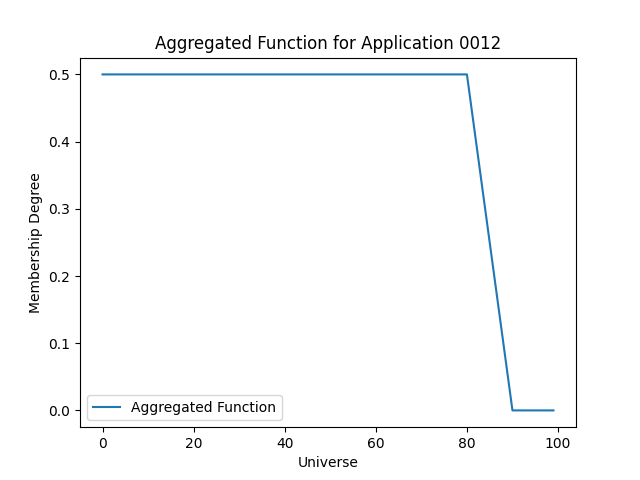 Aggregated Function for Application 0012
Membership Degree
0.5
0.4
0.3
0.2
0.1
0.0
Aggregated Function
0 20 40 60 80 100
Universe